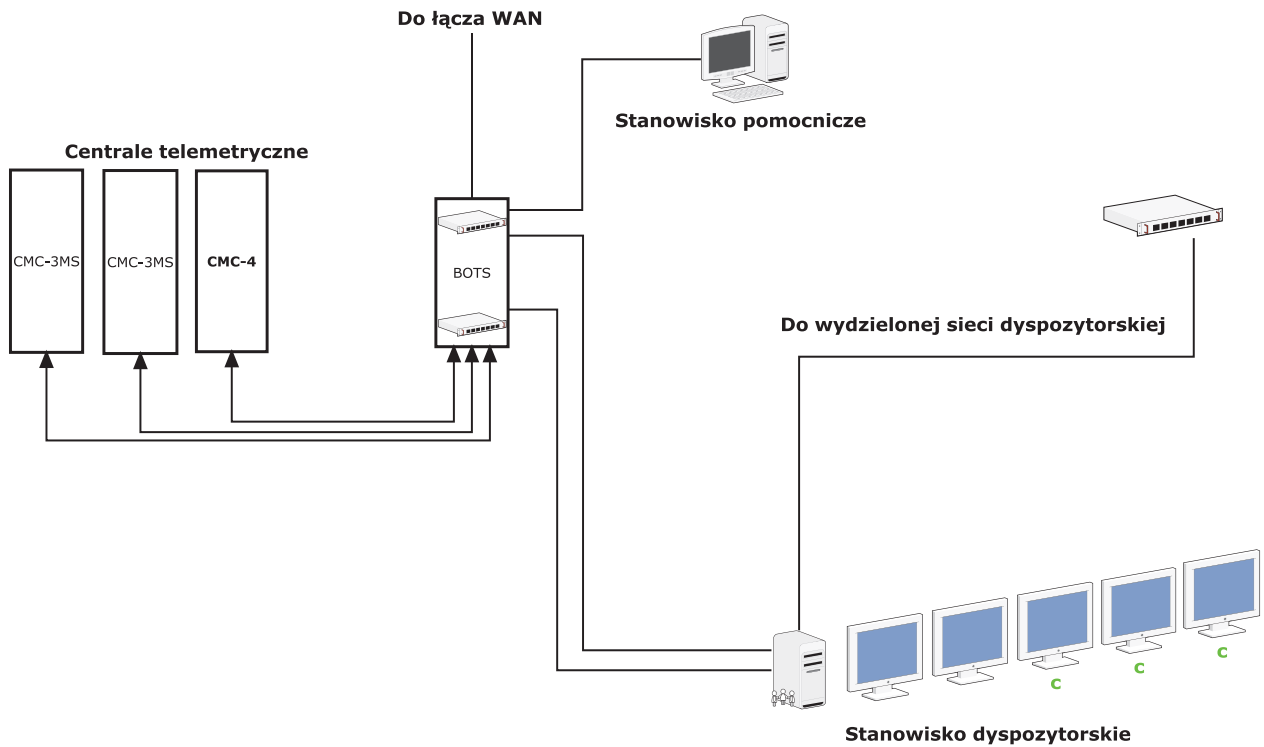 Do łącza WAN
Stanowisko pomocnicze
Centrale telemetryczne
CMC-3MS
CMC-3MS
CMC-4
BOTS
Do wydzielonej sieci dyspozytorskiej
c
c
c
Stanowisko dyspozytorskie